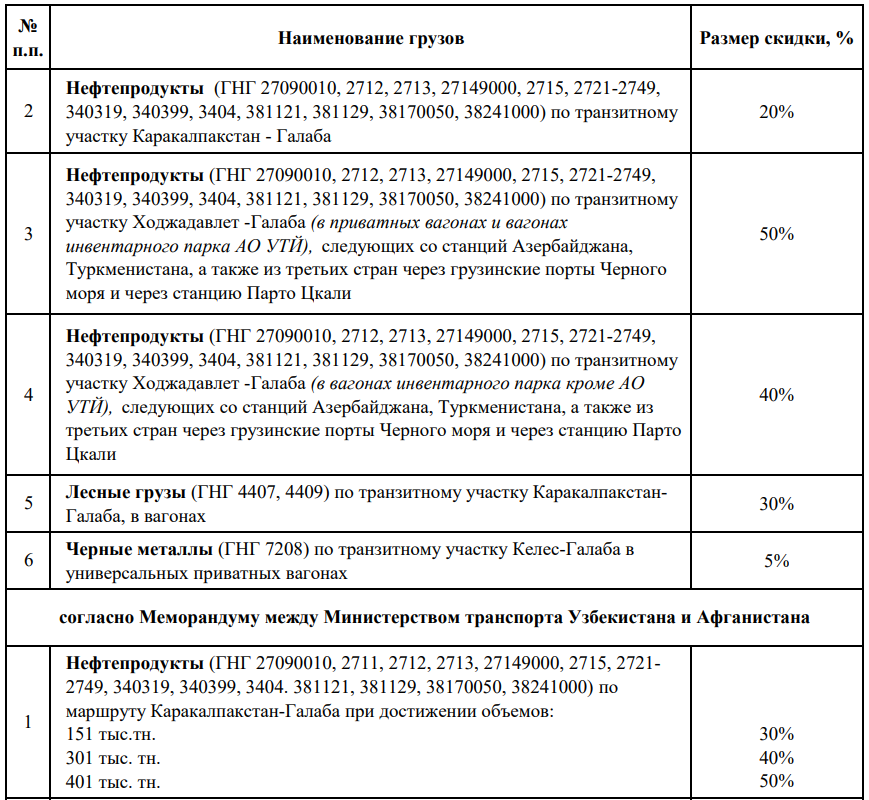 № п.п. Наименование грузов Размер скидки, %
2 Нефтепродукты (ГНГ 27090010, 2712, 2713, 27149000, 2715, 2721-2749,
340319, 340399, 3404, 381121, 381129, 38170050, 38241000) по транзитному
участку Каракалпакстан - Галаба 20%
3 Нефтепродукты (ГНГ 27090010, 2712, 2713, 27149000, 2715, 2721-2749,
340319, 340399, 3404, 381121, 381129, 38170050, 38241000) по транзитному
участку Ходжадавлет -Галаба (в приватных вагонах и вагонах
инвентарного парка АО УТЙ), следующих со станций Азербайджана,
Туркменистана, а также из третьих стран через грузинские порты Черного
моря и через станцию Парто Цкали 50%
4 Нефтепродукты (ГНГ 27090010, 2712, 2713, 27149000, 2715, 2721-2749,
340319, 340399, 3404, 381121, 381129, 38170050, 38241000) по транзитному
участку Ходжадавлет -Галаба (в вагонах инвентарного парка кроме АО
УТЙ), следующих со станций Азербайджана, Туркменистана, а также из
третьих стран через грузинские порты Черного моря и через станцию Парто
Цкали 40%
5 Лесные грузы (ГНГ 4407, 4409) по транзитному участку Каракалпакстан-
Галаба, в вагонах 30%
6 Черные металлы (ГНГ 7208) по транзитному участку Келес-Галаба в
универсальных приватных вагонах 5%
согласно Меморандуму между Министерством транспорта Узбекистана и Афганистана
1 Нефтепродукты (ГНГ 27090010, 2711, 2712, 2713, 27149000, 2715, 2721-
2749, 340319, 340399, 3404. 381121, 381129, 38170050, 38241000) по
маршруту Каракалпакстан-Галаба при достижении объемов:
151 тыс.тн. 30%
301 тыс. тн. 40%
401 тыс. тн. 50%